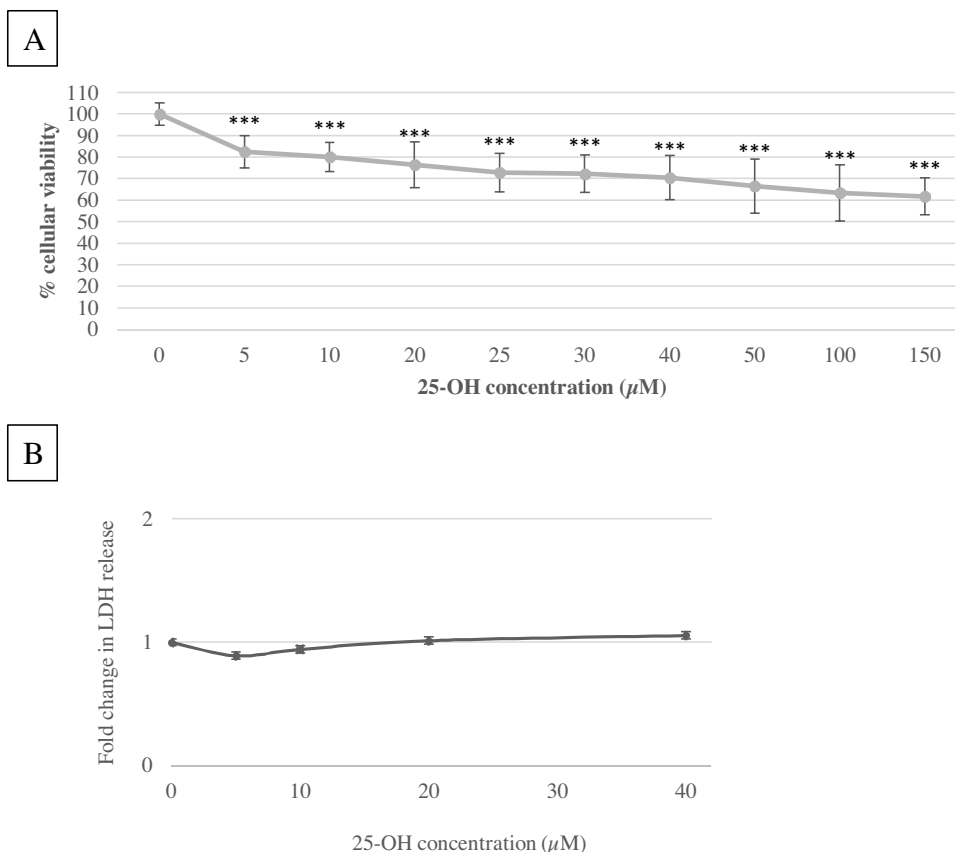 A
110
100
90
80
70
60
50
40
30
20
10
0
% cellular viability
*** *** *** *** *** *** *** *** ***
0 5 10 20 25 30 40 50 100 150
25-OH concentration (µM)
B
2
1
0
Fold change in LDH release
0 10 20 30 40
25-OH concentration (µM)